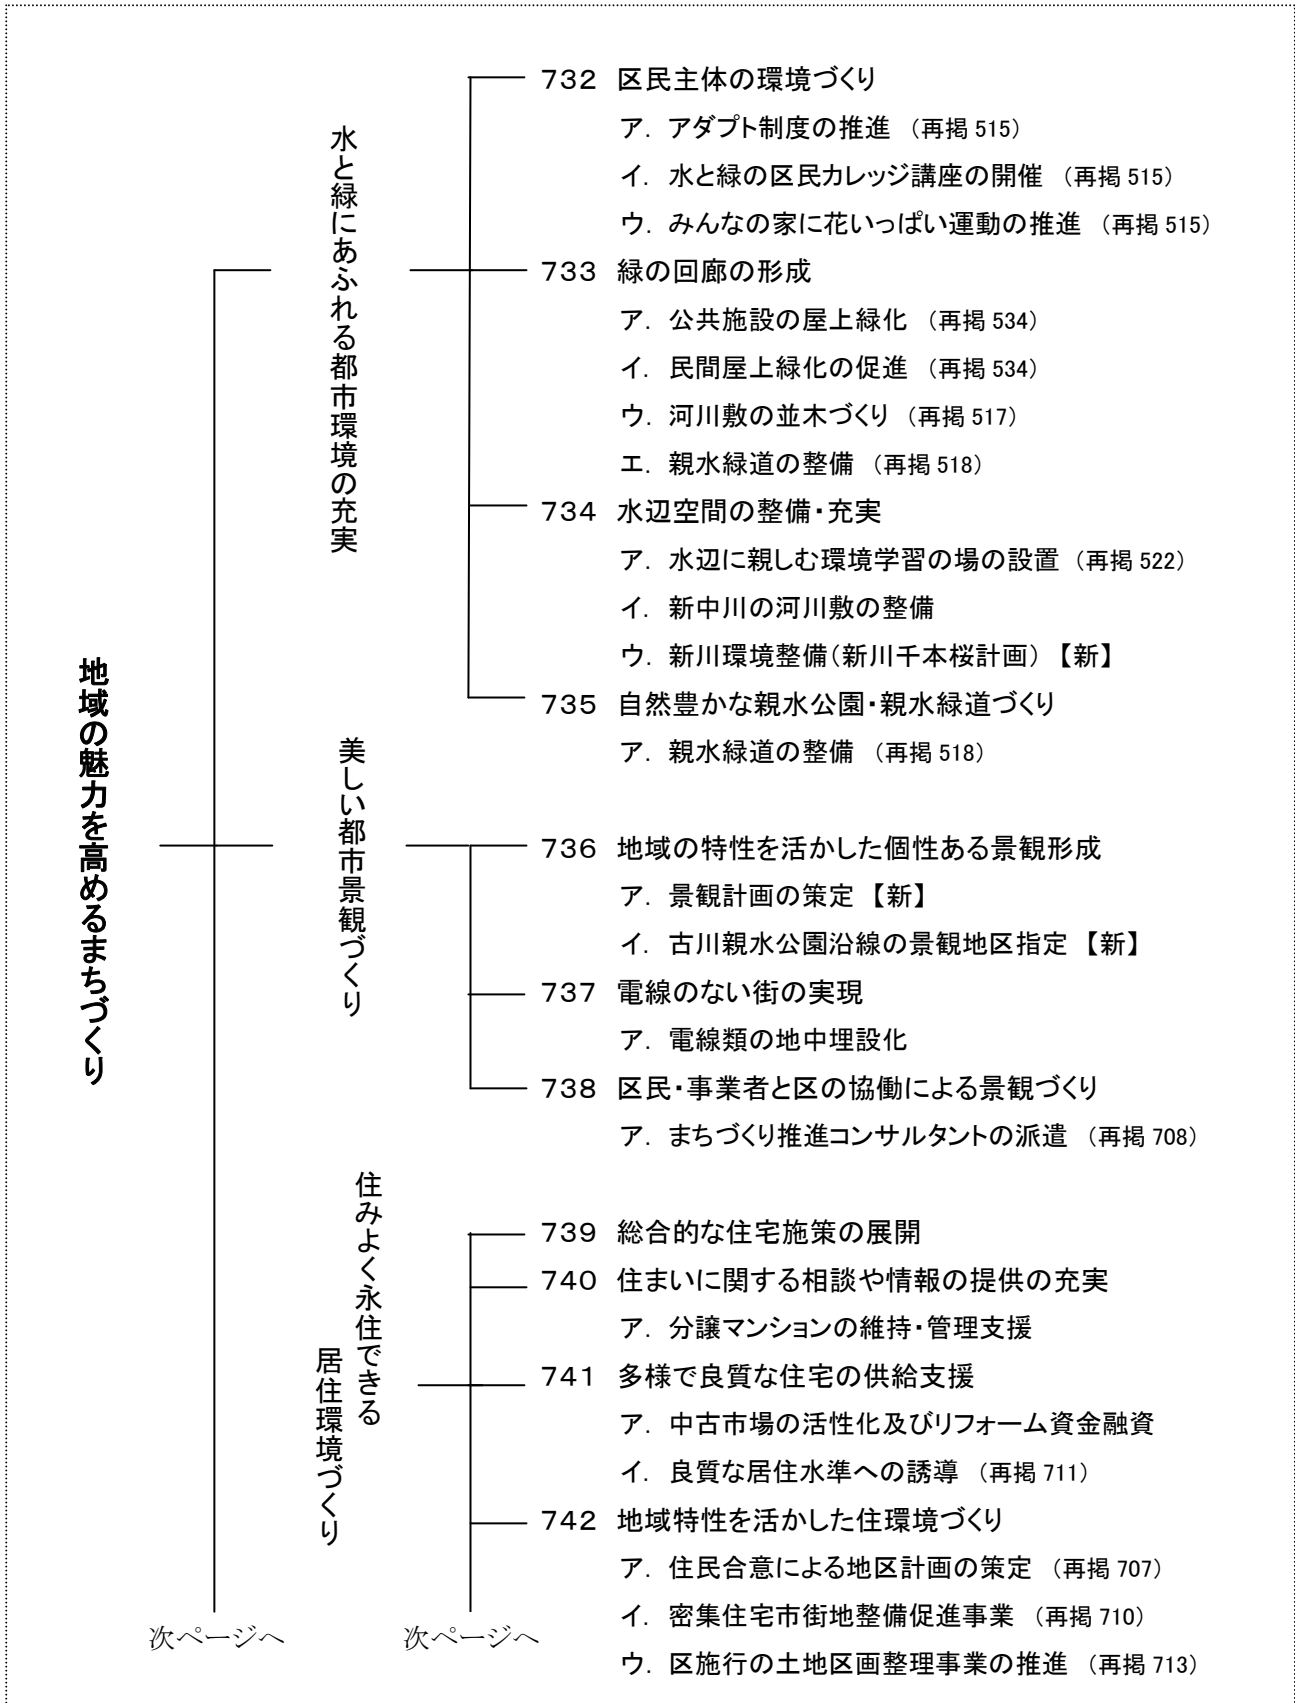 地域の魅力を高めるまちづくり
水と緑にあふれる都市環境の充実
732 区民主体の環境づくり
ア. アダプト制度の推進 （再掲 515）
イ. 水と緑の区民カレッジ講座の開催 （再掲 515）
ウ. みんなの家に花いっぱい運動の推進 （再掲 515）
733 緑の回廊の形成
ア. 公共施設の屋上緑化 （再掲 534）
イ. 民間屋上緑化の促進 （再掲 534）
ウ. 河川敷の並木づくり （再掲 517）
エ. 親水緑道の整備 （再掲 518）
734 水辺空間の整備・充実
ア. 水辺に親しむ環境学習の場の設置 （再掲 522）
イ. 新中川の河川敷の整備
ウ. 新川環境整備（新川千本桜計画） 【新】
735 自然豊かな親水公園・親水緑道づくり
ア. 親水緑道の整備 （再掲 518）
美しい都市景観づくり
736 地域の特性を活かした個性ある景観形成
ア. 景観計画の策定 【新】
イ. 古川親水公園沿線の景観地区指定 【新】
737 電線のない街の実現
ア. 電線類の地中埋設化
738 区民・事業者と区の協働による景観づくり
ア. まちづくり推進コンサルタントの派遣 （再掲 708）
住みよく永住できる
居住環境づくり
739 総合的な住宅施策の展開
740 住まいに関する相談や情報の提供の充実
ア. 分譲マンションの維持・管理支援
741 多様で良質な住宅の供給支援
ア. 中古市場の活性化及びリフォーム資金融資
イ. 良質な居住水準への誘導 （再掲 711）
742 地域特性を活かした住環境づくり
ア. 住民合意による地区計画の策定 （再掲 707）
イ. 密集住宅市街地整備促進事業 （再掲 710）
ウ. 区施行の土地区画整理事業の推進 （再掲 713）
次ページへ
次ページへ